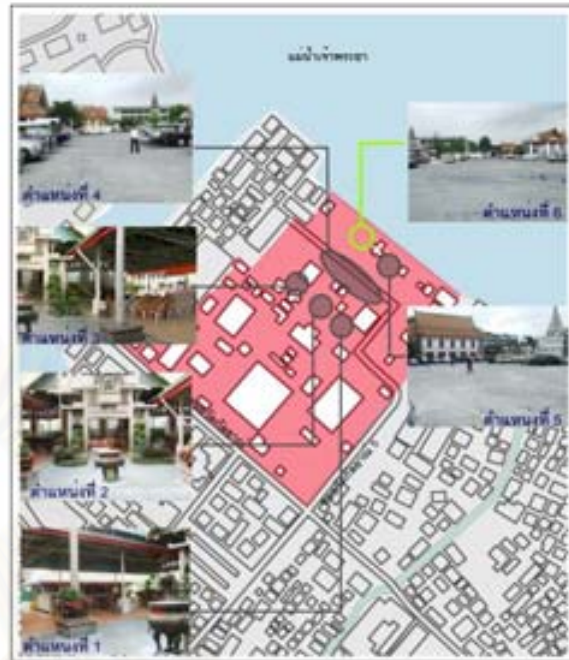 แม่น้ำเจ้าพระยา
ตำแหน่งที่ 4
ตำแหน่งที่ 6
ตำแหน่งที่ 3
ตำแหน่งที่ 5
ตำแหน่งที่ 2
ตำแหน่งที่ 1